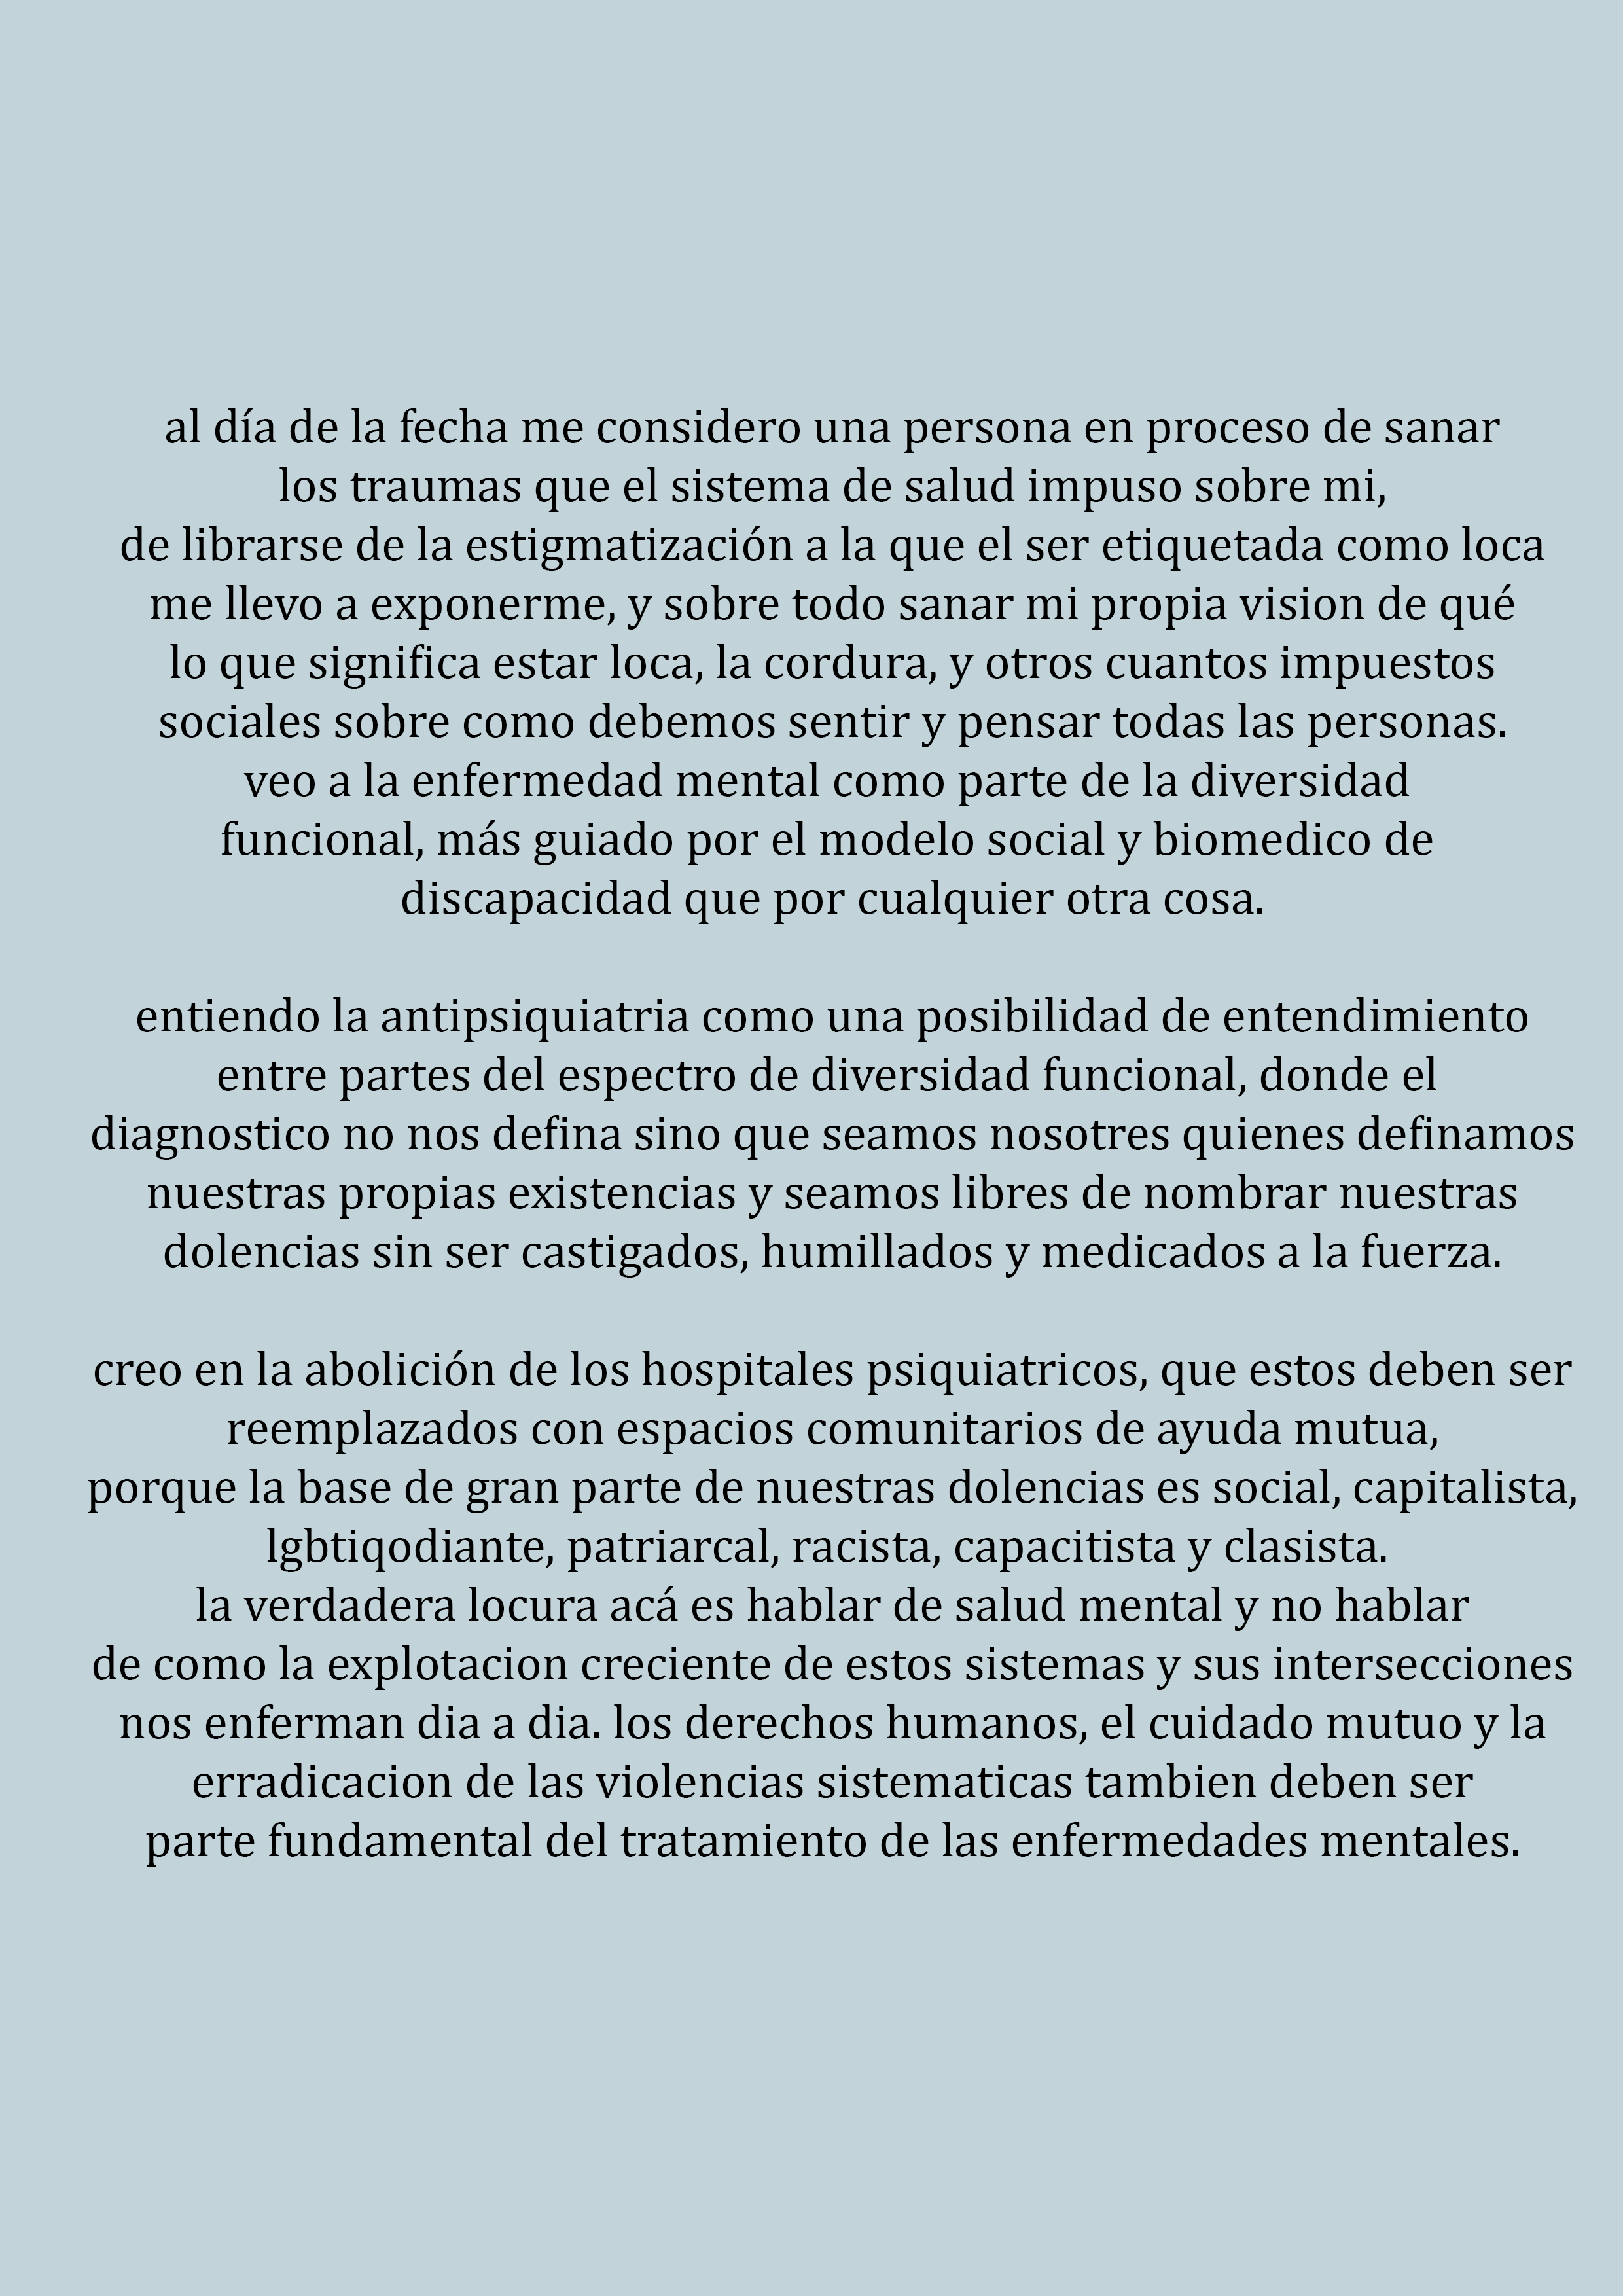 al día de la fecha me considero una persona en proceso de sanar
los traumas que el sistema de salud impuso sobre mi,
de librarse de la estigmatización a la que el ser etiquetada como loca
me llevo a exponerme, y sobre todo sanar mi propia vision de qué
lo que significa estar loca, la cordura, y otros cuantos impuestos
sociales sobre como debemos sentir y pensar todas las personas.
veo a la enfermedad mental como parte de la diversidad
funcional, más guiado por el modelo social y biomedico de
discapacidad que por cualquier otra cosa.
entiendo la antipsiquiatria como una posibilidad de entendimiento
entre partes del espectro de diversidad funcional, donde el
diagnostico no nos defina sino que seamos nosotres quienes definamos
nuestras propias existencias y seamos libres de nombrar nuestras
dolencias sin ser castigados, humillados y medicados a la fuerza.
creo en la abolición de los hospitales psiquiatricos, que estos deben ser
reemplazados con espacios comunitarios de ayuda mutua,
porque la base de gran parte de nuestras dolencias es social, capitalista,
lgbtiqodiante, patriarcal, racista, capacitista y clasista.
la verdadera locura acá es hablar de salud mental y no hablar
de como la explotacion creciente de estos sistemas y sus intersecciones
nos enferman dia a dia. los derechos humanos, el cuidado mutuo y la
erradicacion de las violencias sistematicas tambien deben ser
parte fundamental del tratamiento de las enfermedades mentales.